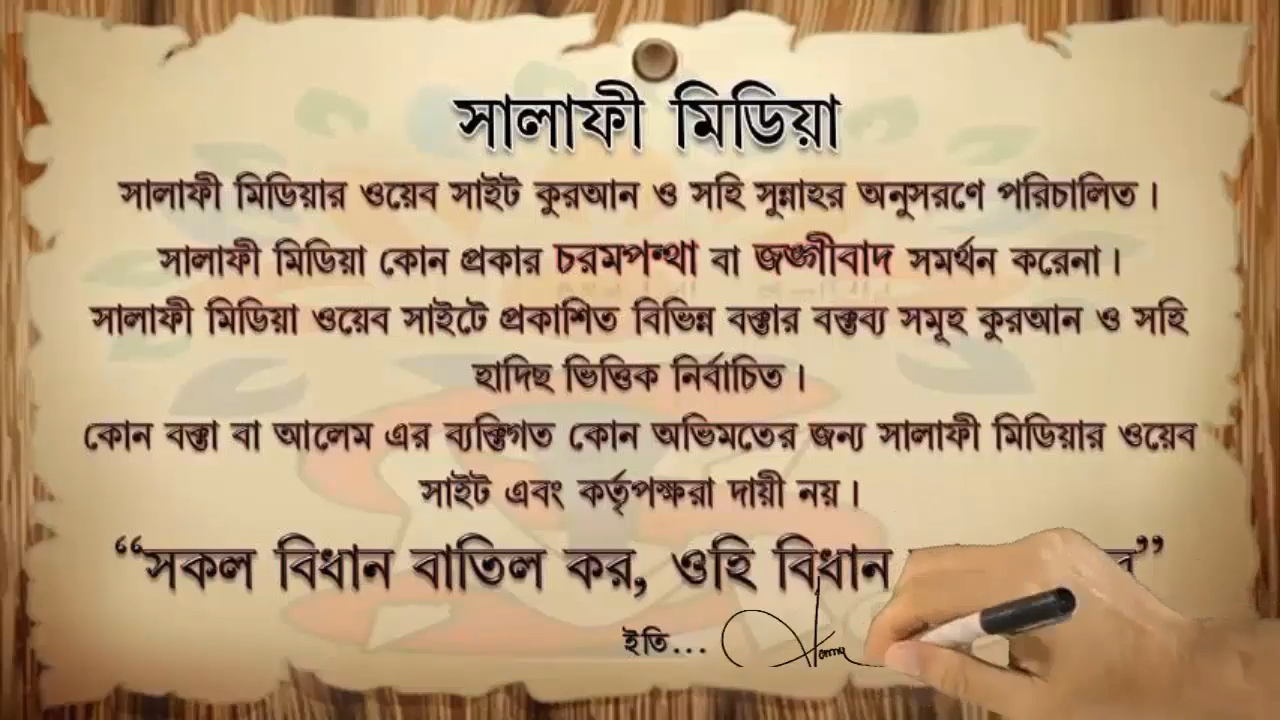 সালাফী মিডিয়া
সালাফী মিডিয়ার ওয়েব সাইট কুরআন ও সহি সুন্নাহর অনুসরণে পরিচালিত।
সালাফী মিডিয়া কোন প্রকার চরমপন্থা বা জঙ্গীবাদ সমর্থন করেনা।
সালাফী মিডিয়া ওয়েব সাইটে প্রকাশিত বিভিন্ন বক্তার বক্তব্য সমূহ কুরআন ও সহি
হাদিছ ভিত্তিক নির্বাচিত।
কোন বক্তা বা আলেম এর ব্যক্তিগত কোন অভিমতের জন্য সালাফী মিডিয়ার ওয়েব
সাইট এবং কর্তৃপক্ষরা দায়ী নয়।
“সকল বিধান বাতিল কর, ওহি বিধান ”
ইতি...